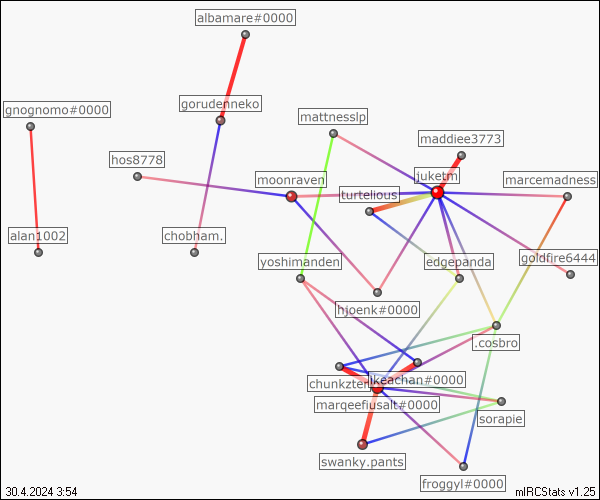 albamare#0000
gorudenneko
gnognomo#0000
mattnesslp
maddiee3773
hos8778
juketm
moonraven
marcemadness
turtelious
alan1002
chobham.
goldfire6444
yoshimanden
edgepanda
hjoenk#0000
.cosbro
chunkzter
ikeachan#0000
marqeefiusalt#0000
sorapie
swanky.pants
froggyl#0000
30.4.2024 3:54
mIRCStats v1.25